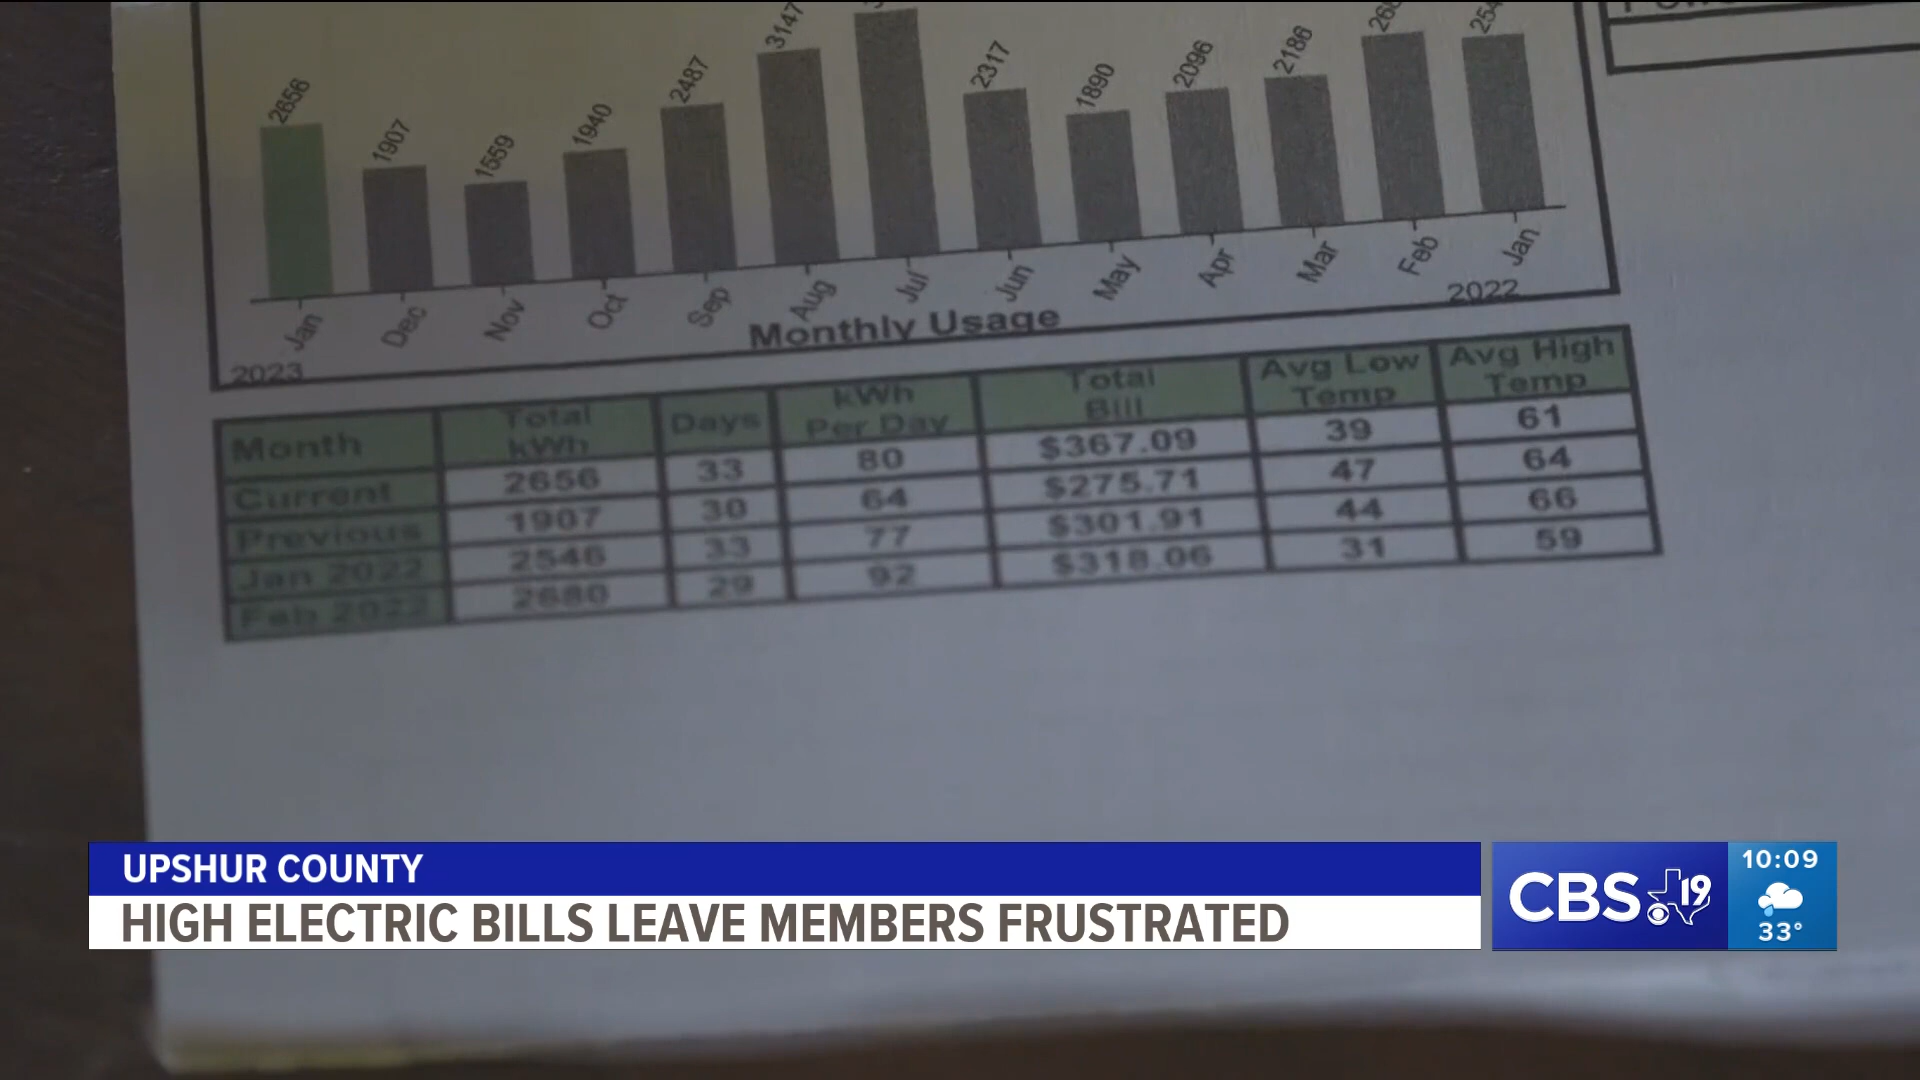 2656 1907 1559 1940 2487 3147 2317 1890 2096 2186
Jan Dec Nov Oct Sep Aug Jul Jun May Apr Mar Feb Jan
2023 2022
Monthly Usage
Month Total kWh Days kWh Per Day Total Bill Avg Low Temp Avg High Temp
Current 2656 33 80 $367.09 39 61
Previous 1907 30 64 $275.71 47 64
Jan 2022 2546 33 77 $301.91 44 66
Feb 2022 2680 29 92 $318.06 31 59
UPSHUR COUNTY
HIGH ELECTRIC BILLS LEAVE MEMBERS FRUSTRATED
CBS 19
10:09
33°